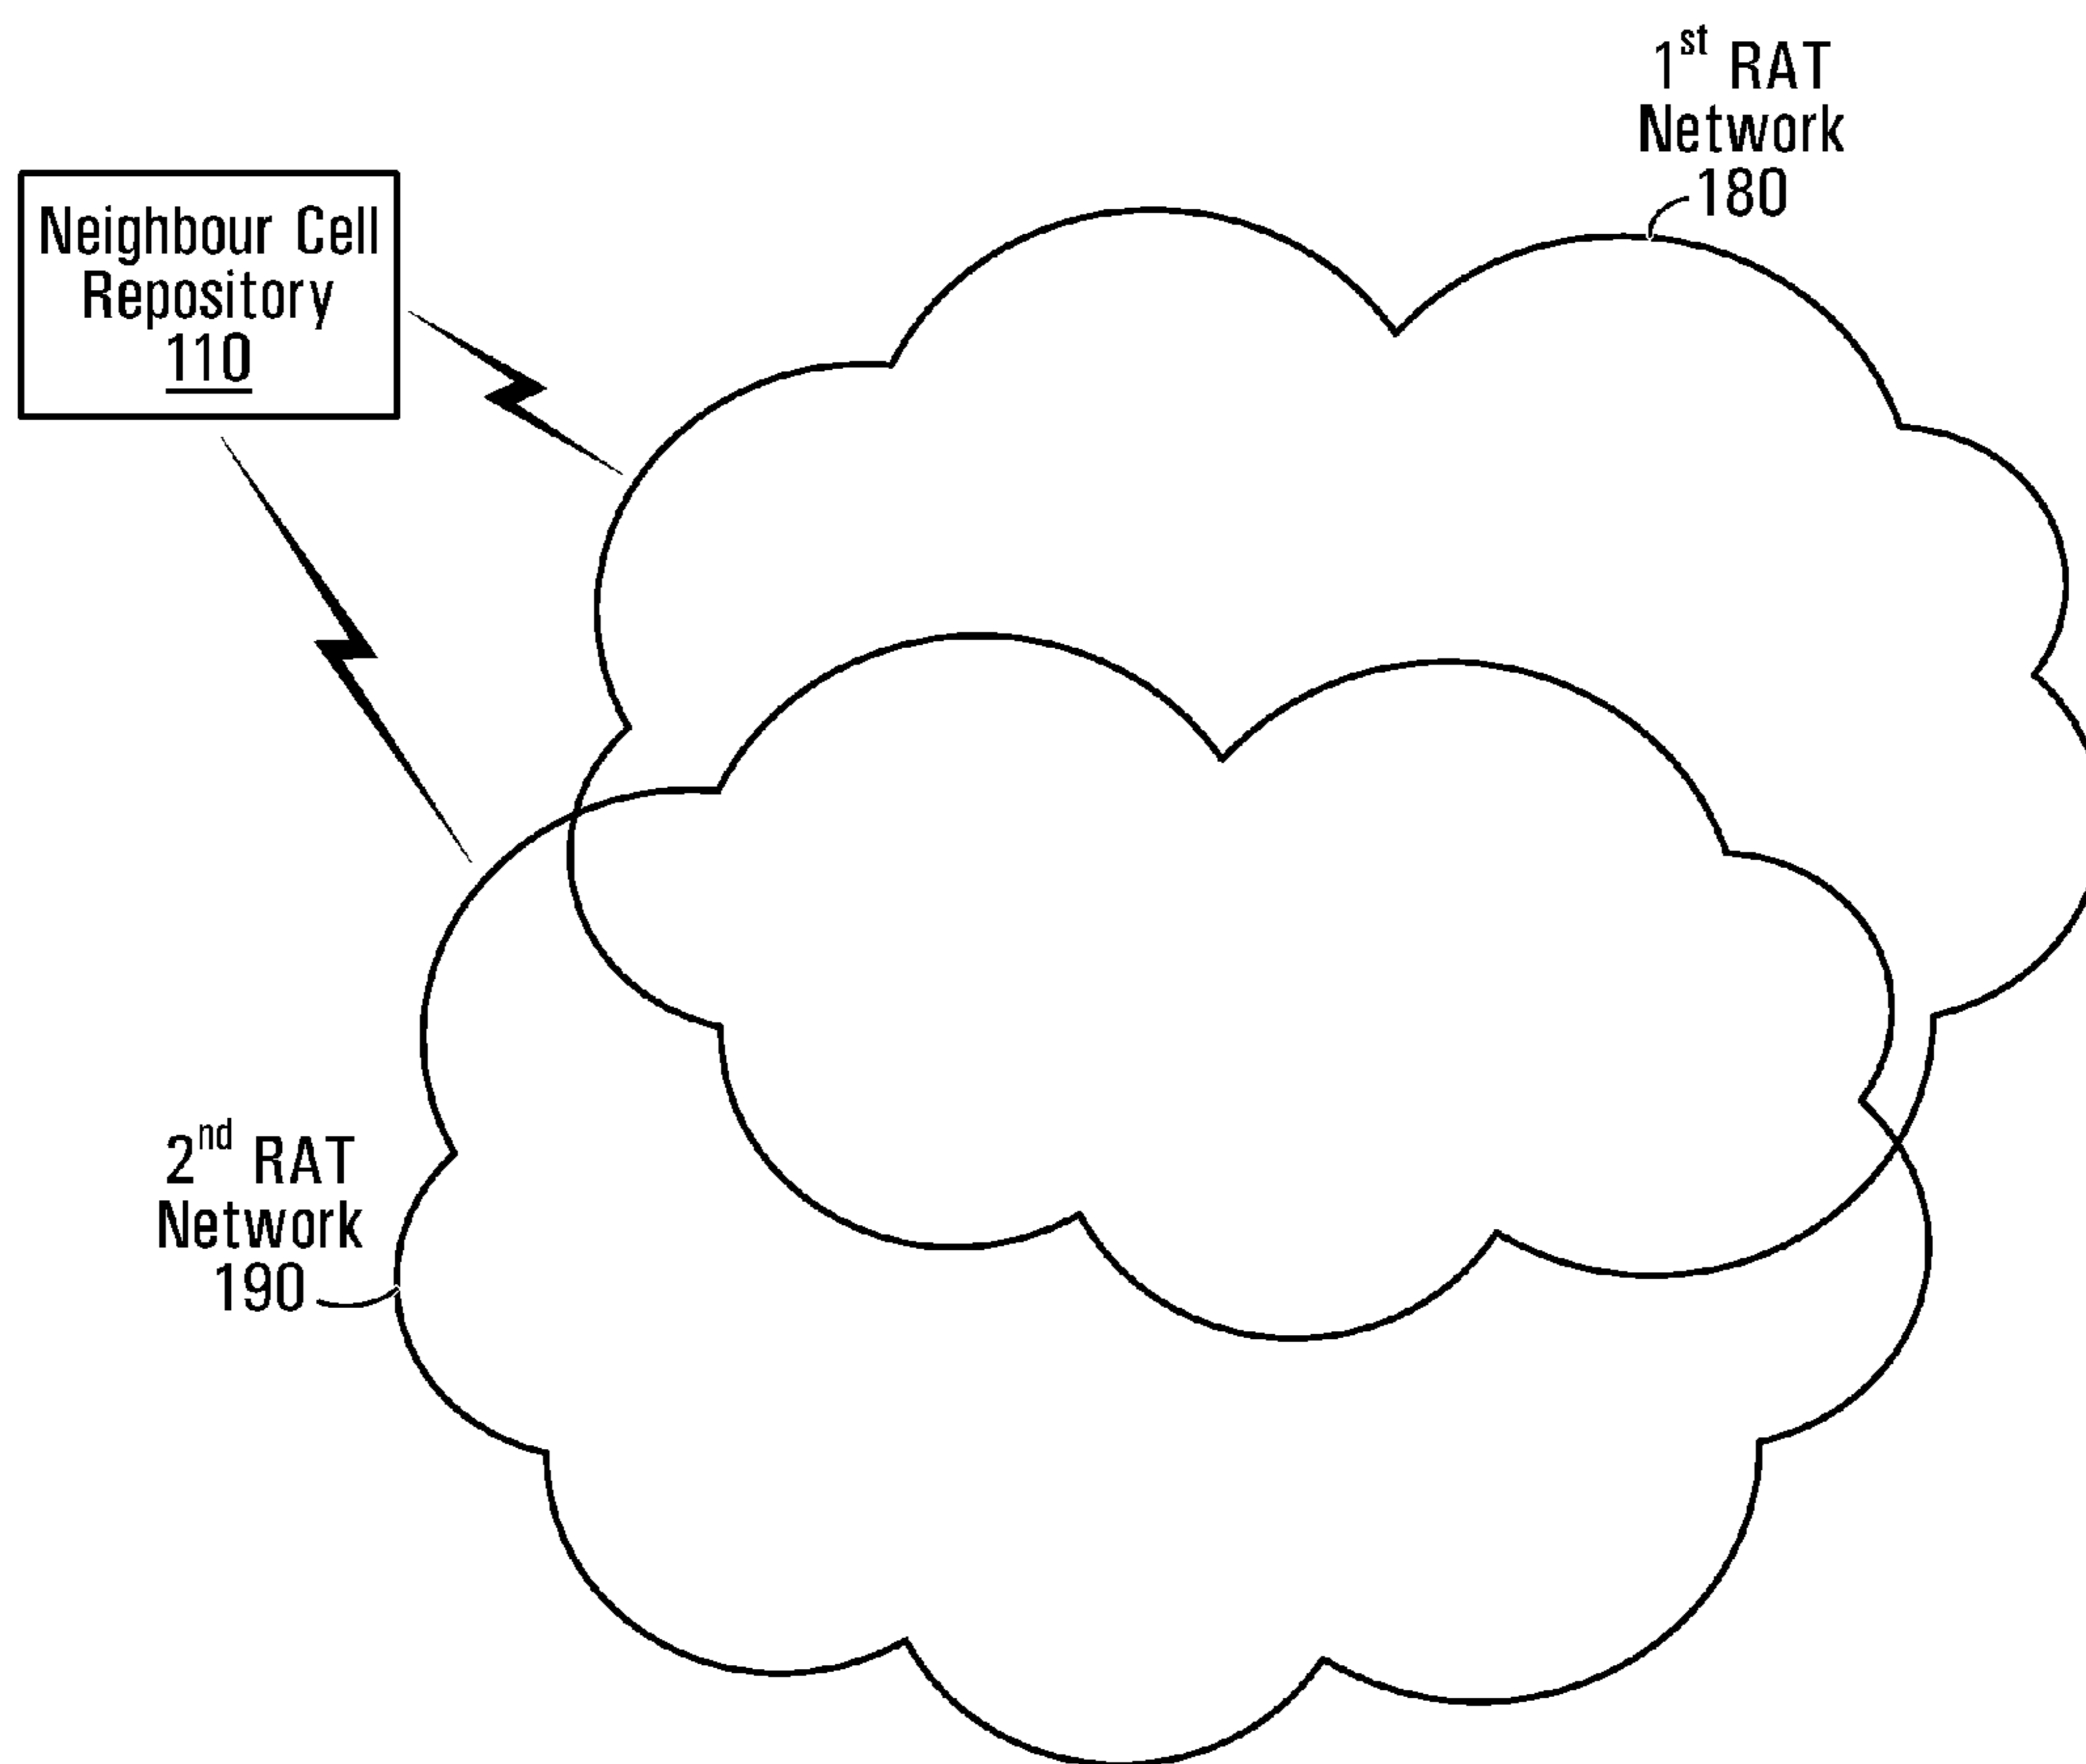 1st RAT
Network
180
Neighbour Cell
Repository
110
2nd RAT
Network
190